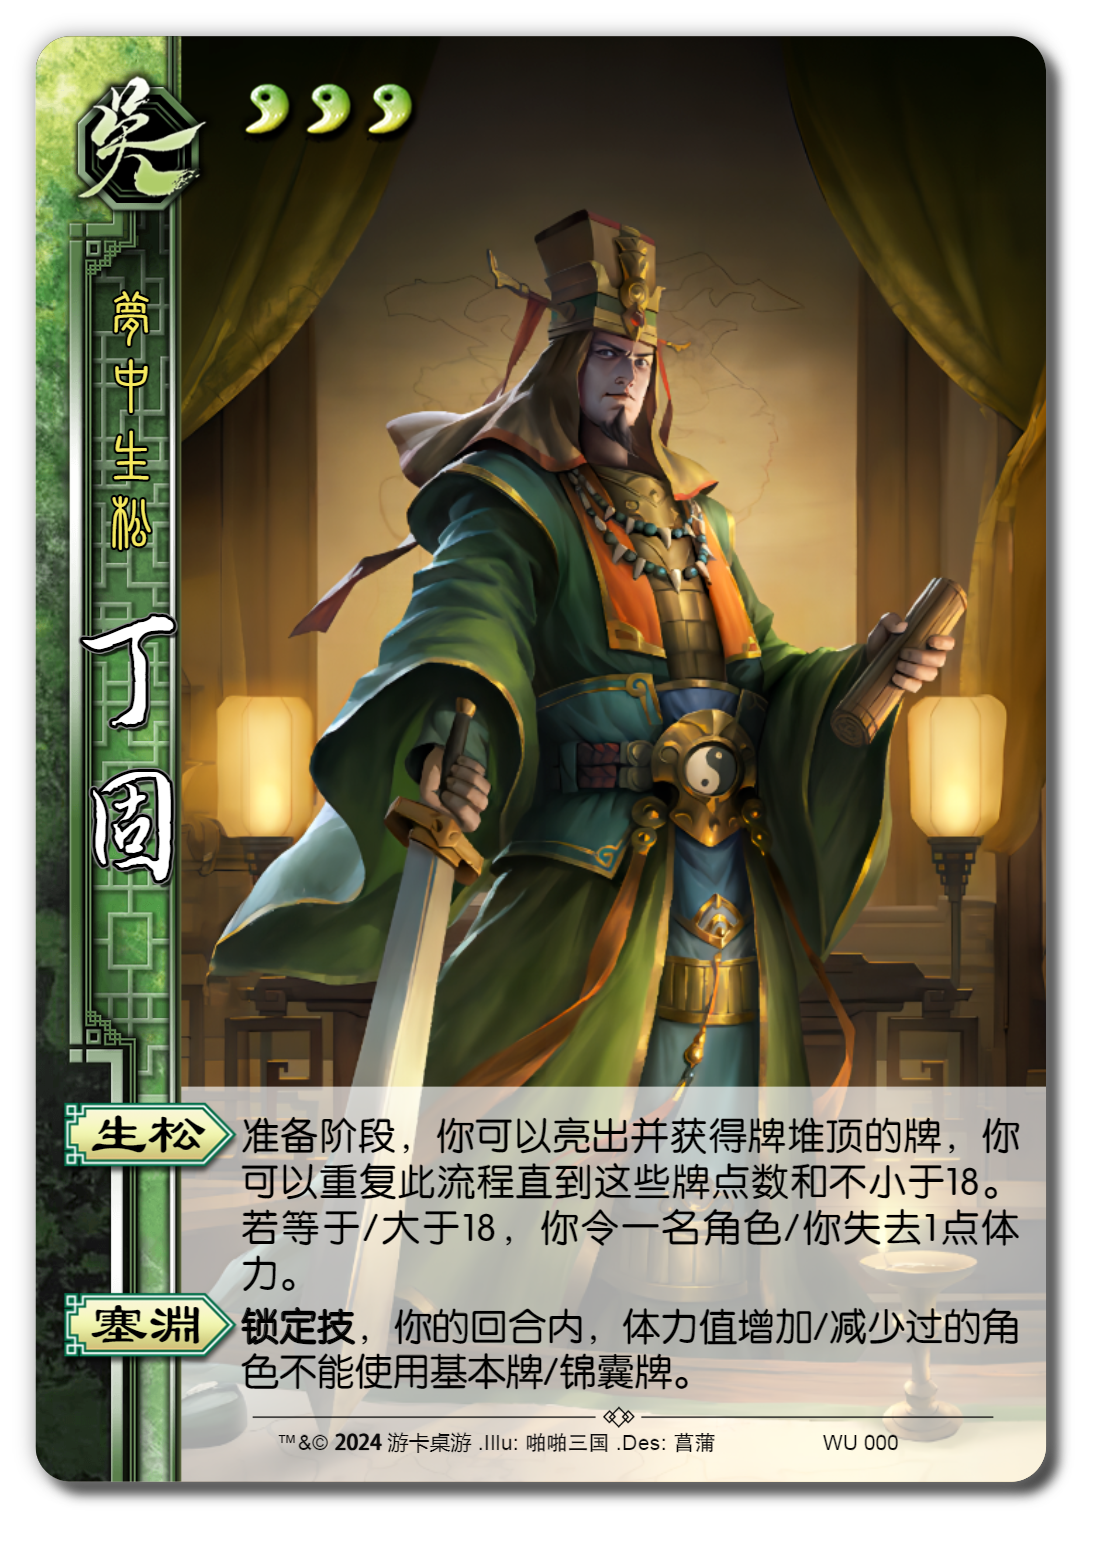 吳
夢中生松
丁固
生松
准备阶段，你可以亮出并获得牌堆顶的牌，你
可以重复此流程直到这些牌点数和不小于18。
若等于/大于18，你令一名角色/你失去1点体
力。
塞淵
锁定技，你的回合内，体力值增加/减少过的角
色不能使用基本牌/锦囊牌。
™&© 2024 游卡桌游 .Illu: 啪啪三国 .Des: 菖蒲
WU 000